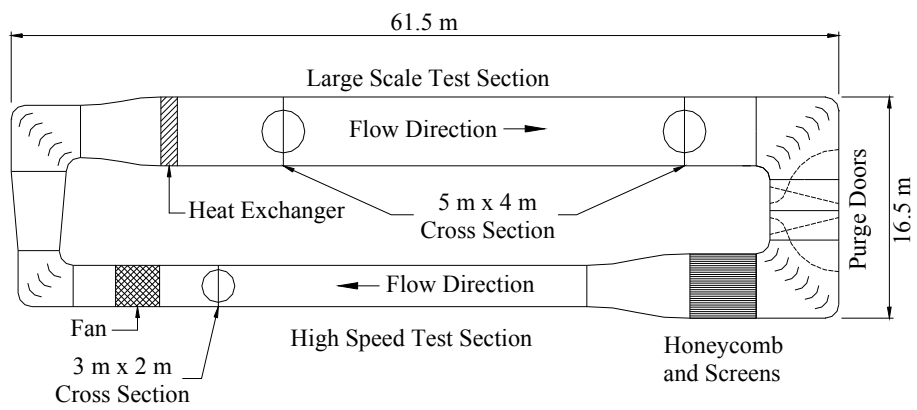 61.5 m
Large Scale Test Section
Flow Direction
Heat Exchanger
5 m x 4 m
Cross Section
Purge Doors
16.5 m
Flow Direction
Fan
High Speed Test Section
3 m x 2 m
Cross Section
Honeycomb
and Screens